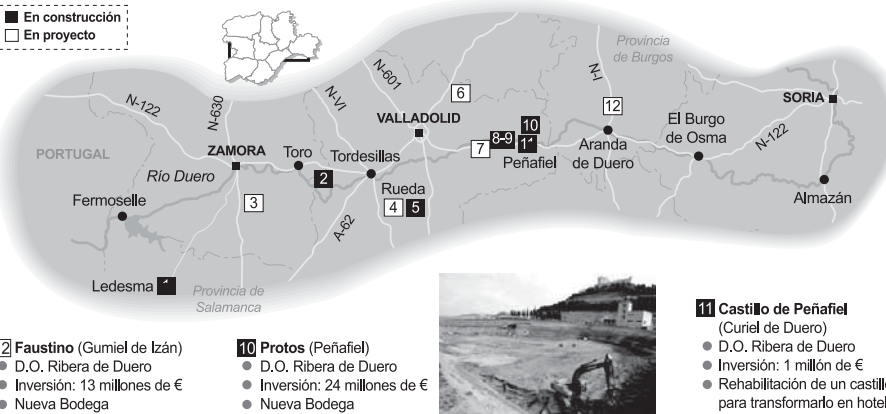 En construcción
En proyecto
Provincia
de Burgos
N-122
N-630
N-VI
N-601
N-I
6
12
SORIA
VALLADOLID
El Burgo
de Osma
N-122
PORTUGAL
ZAMORA
Toro
Tordesillas
7
8-9
10
11
Peñafiel
Aranda
de Duero
Río Duero
2
Fermoselle
3
Rueda
4
5
A-62
Almazán
Ledesma
1
Provincia de
Salamanca
2 Faustino (Gumiel de Izán)
D.O. Ribera de Duero
Inversión: 13 millones de €
Nueva Bodega
10 Protos (Peñafiel)
D.O. Ribera de Duero
Inversión: 24 millones de €
Nueva Bodega
11 Castillo de Peñafiel
(Curiel de Duero)
D.O. Ribera de Duero
Inversión: 1 millón de €
Rehabilitación de un castillo
para transformarlo en hotel